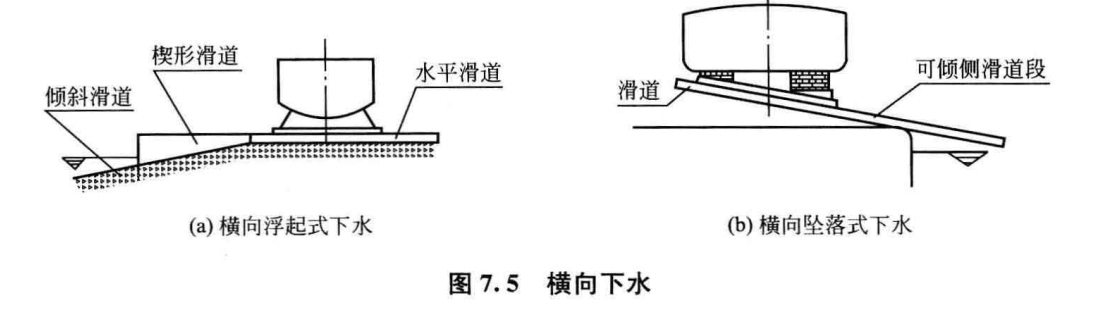 楔形滑道
水平滑道
倾斜滑道
(a) 横向浮起式下水
可倾侧滑道段
滑道
(b) 横向坠落式下水
图 7.5 横向下水